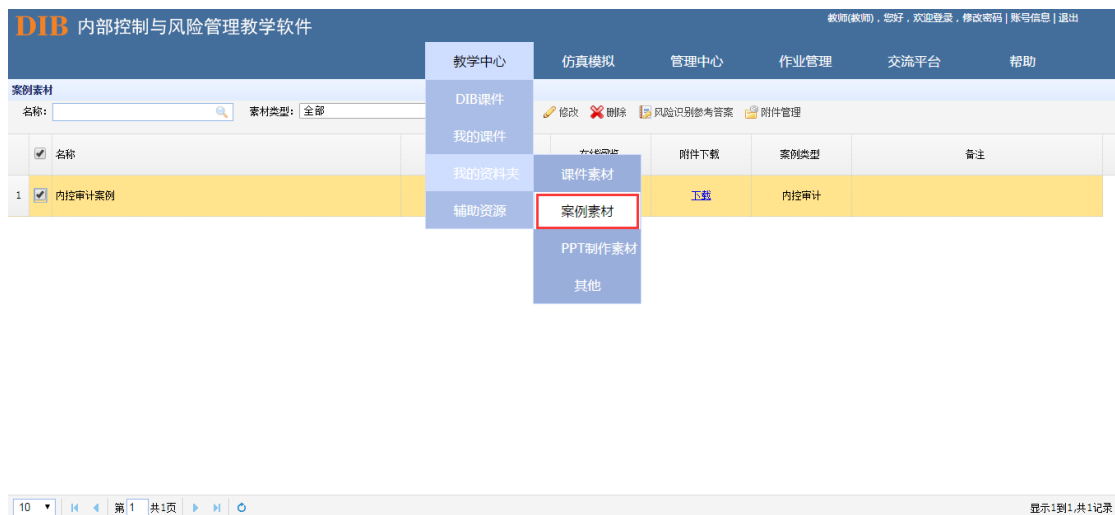 DIB 内部控制与风险管理教学软件
教师(教师)，您好，欢迎登录，修改密码 | 账号信息 | 退出
教学中心 仿真模拟 管理中心 作业管理 交流平台 帮助
案例素材
名称: 素材类型: 全部 修改 删除 风险识别参考答案 附件管理
DIB课件
我的课件
我的资料夹
辅助资源
课件素材
案例素材
PPT制作素材
其他
名称 附件下载 案例类型 备注
1 内控审计案例 下载 内控审计
10 第 1 共1页 显示1到1,共1记录